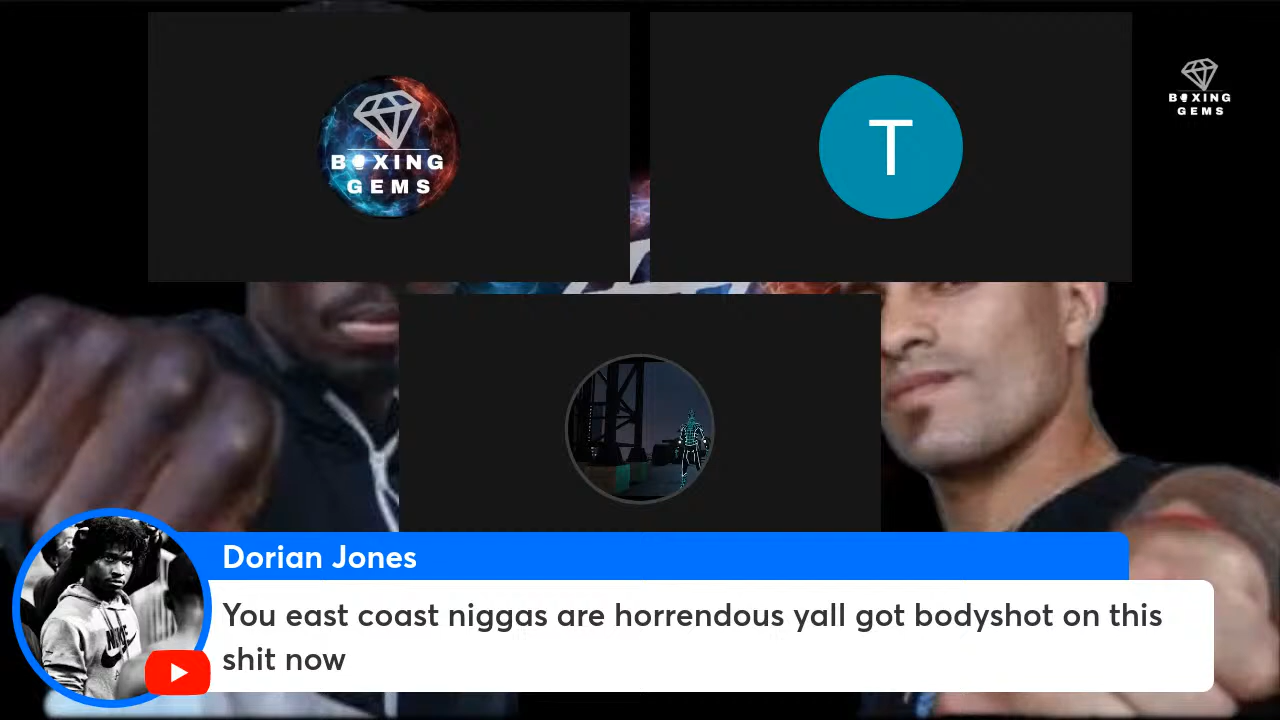 BOXING
GEMS
T
BOXING
GEMS
Dorian Jones
You east coast niggas are horrendous yall got bodyshot on this
shit now